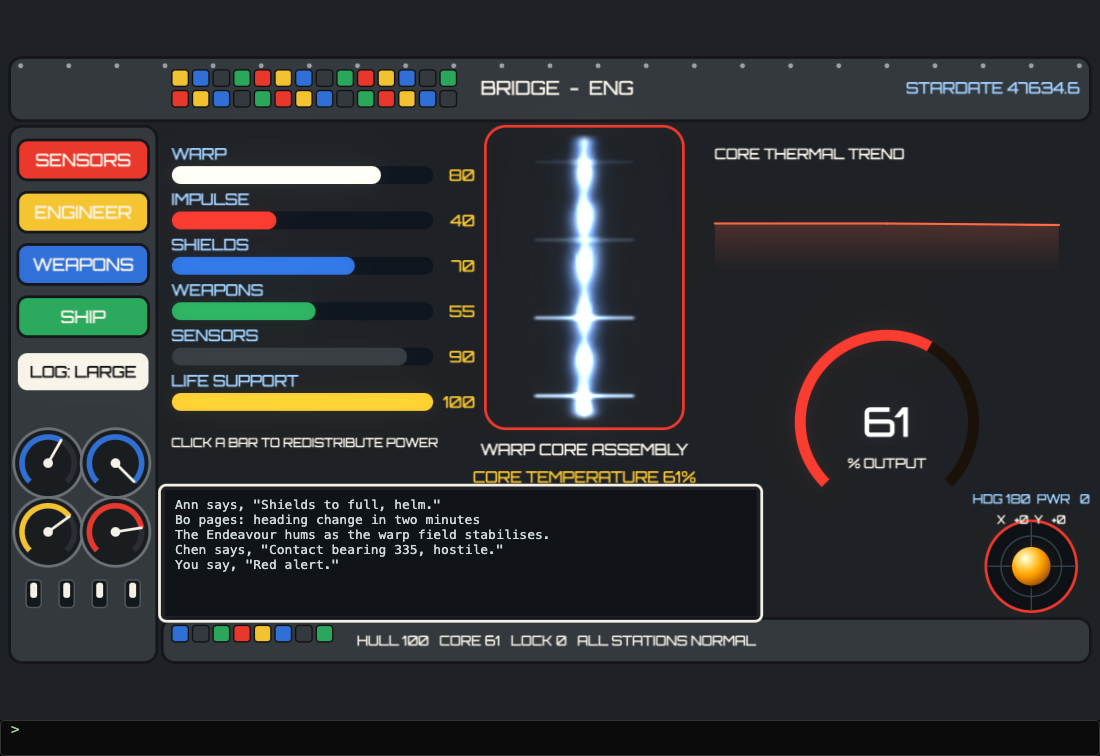 BRIDGE - ENG
STARDATE 47634.6
SENSORS
ENGINEER
WEAPONS
SHIP
LOG: LARGE
WARP
80
IMPULSE
40
SHIELDS
70
WEAPONS
55
SENSORS
90
LIFE SUPPORT
100
CLICK A BAR TO REDISTRIBUTE POWER
WARP CORE ASSEMBLY
CORE TEMPERATURE 61%
CORE THERMAL TREND
61
% OUTPUT
HDG 180 PWR 0
X +0 Y +0
Ann says, "Shields to full, helm."
Bo pages: heading change in two minutes
The Endeavour hums as the warp field stabilises.
Chen says, "Contact bearing 335, hostile."
You say, "Red alert."
HULL 100 CORE 61 LOCK 0 ALL STATIONS NORMAL
>